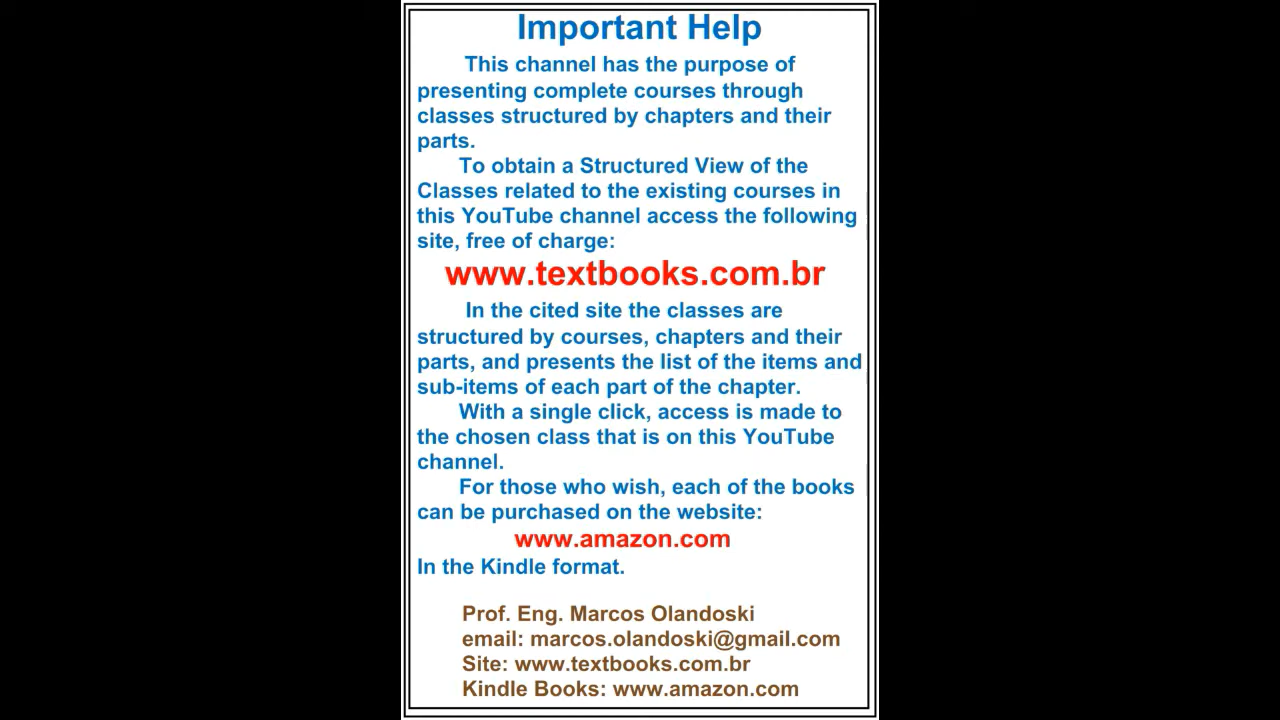 Important Help
This channel has the purpose of
presenting complete courses through
classes structured by chapters and their
parts.
To obtain a Structured View of the
Classes related to the existing courses in
this YouTube channel access the following
site, free of charge:
www.textbooks.com.br
In the cited site the classes are
structured by courses, chapters and their
parts, and presents the list of the items and
sub-items of each part of the chapter.
With a single click, access is made to
the chosen class that is on this YouTube
channel.
For those who wish, each of the books
can be purchased on the website:
www.amazon.com
In the Kindle format.
Prof. Eng. Marcos Olandoski
email: marcos.olandoski@gmail.com
Site: www.textbooks.com.br
Kindle Books: www.amazon.com